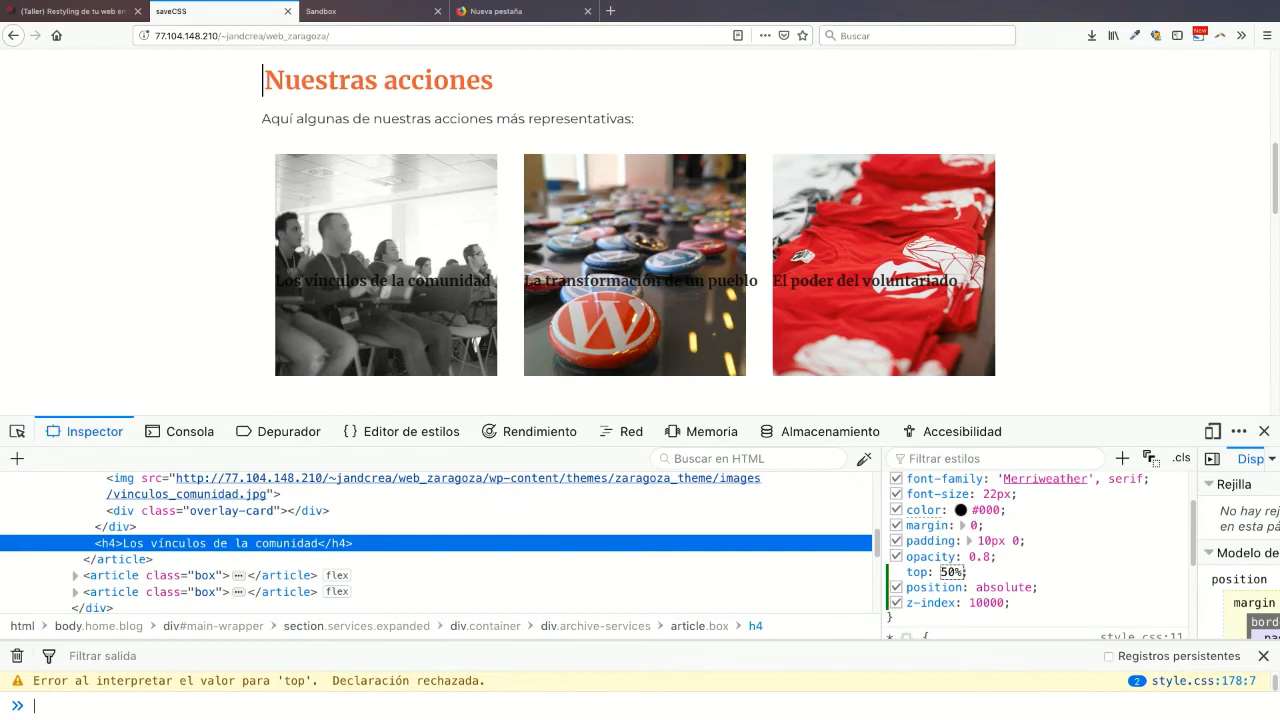 (Taller) Restyling de tu web en
saveCSS
Sandbox
Nueva pestaña
77.104.148.210/~jandcrea/web_zaragoza/
Buscar
New
Nuestras acciones
Aquí algunas de nuestras acciones más representativas:
Los vínculos de la comunidad
La transformación de un pueblo
El poder del voluntariado
Inspector
Consola
Depurador
Editor de estilos
Rendimiento
Red
Memoria
Almacenamiento
Accesibilidad
Buscar en HTML
Filtrar estilos
.cls
Disp
<img src="http://77.104.148.210/~jandcrea/web_zaragoza/wp-content/themes/zaragoza_theme/images
/vinculos_comunidad.jpg">
<div class="overlay-card"></div>
</div>
<h4>Los vínculos de la comunidad</h4>
</article>
<article class="box"> </article> flex
<article class="box"> </article> flex
</div>
html
body.home.blog
div#main-wrapper
section.services.expanded
div.container
div.archive-services
article.box
h4
font-family: 'Merriweather', serif;
font-size: 22px;
color: #000;
margin: 0;
padding: 10px 0;
opacity: 0.8;
top: 50%;
position: absolute;
z-index: 10000;
}
* { style.css:11
Rejilla
No hay rej
en esta pá
Modelo de
position
margin
bord
pa
Filtrar salida
Registros persistentes
Error al interpretar el valor para 'top'. Declaración rechazada.
2 style.css:178:7